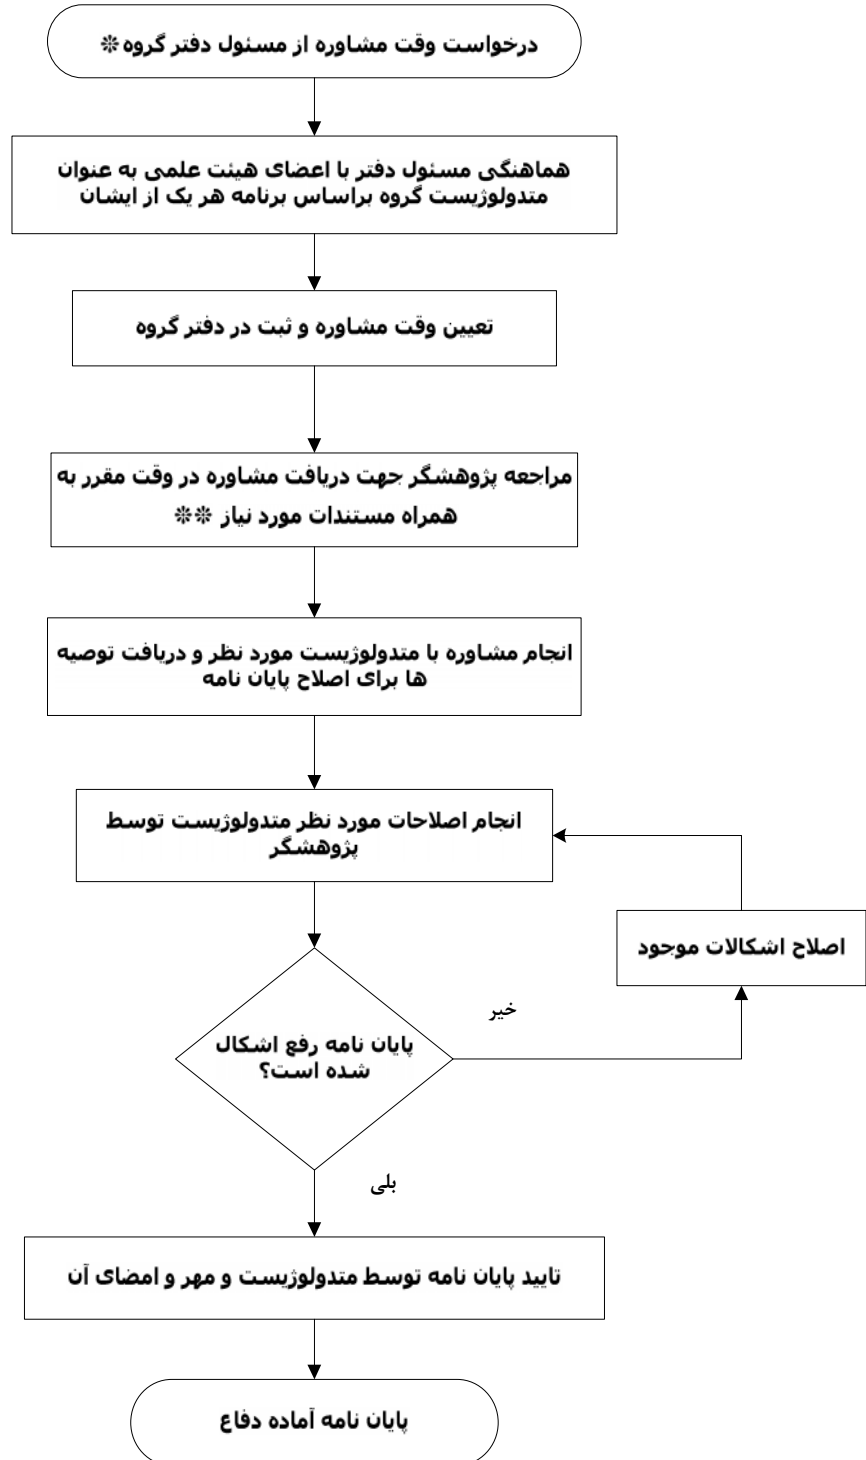 درخواست وقت مشاوره از مسئول دفتر گروه❊
هماهنگی مسئول دفتر با اعضای هیئت علمی به عنوان
متدولوژیست گروه براساس برنامه هر یک از ایشان
تعیین وقت مشاوره و ثبت در دفتر گروه
مراجعه پژوهشگر جهت دریافت مشاوره در وقت مقرر به
همراه مستندات مورد نیاز ❊❊
انجام مشاوره با متدولوژیست مورد نظر و دریافت توصیه
ها برای اصلاح پایان نامه
انجام اصلاحات مورد نظر متدولوژیست توسط
پژوهشگر
اصلاح اشکالات موجود
خیر
پایان نامه رفع اشکال
شده است؟
بلی
تایید پایان نامه توسط متدولوژیست و مهر و امضای آن
پایان نامه آماده دفاع